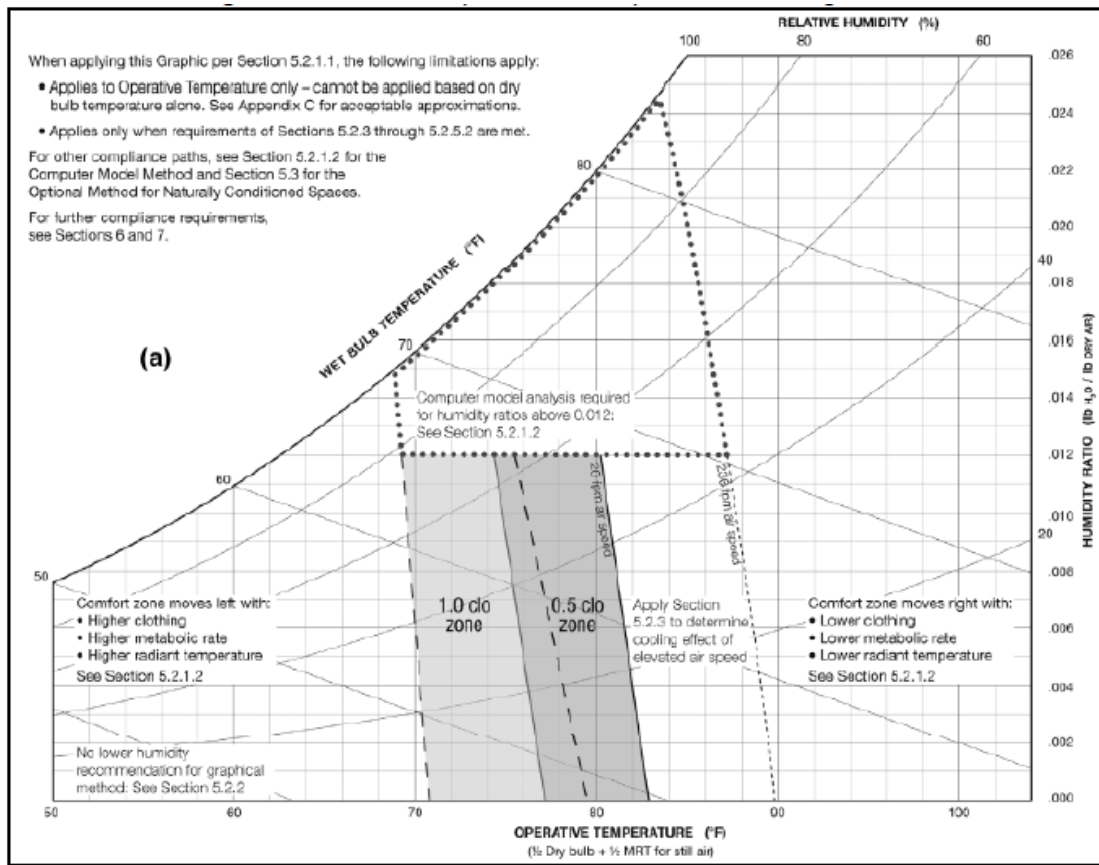 RELATIVE HUMIDITY (%)
100
80
60
When applying this Graphic per Section 5.2.1.1, the following limitations apply:
• Applies to Operative Temperature only – cannot be applied based on dry
bulb temperature alone. See Appendix C for acceptable approximations.
• Applies only when requirements of Sections 5.2.3 through 5.2.5.2 are met.
For other compliance paths, see Section 5.2.1.2 for the
Computer Model Method and Section 5.3 for the
Optional Method for Naturally Conditioned Spaces.
For further compliance requirements,
see Sections 6 and 7.
.026
.024
.022
.020
.018
.016
.014
.012
.010
.008
.006
.004
.002
.000
HUMIDITY RATIO (lb H₂O / lb DRY AIR)
40
20
WET BULB TEMPERATURE (°F)
80
70
60
50
(a)
Computer model analysis required
for humidity ratios above 0.012:
See Section 5.2.1.2
20 fpm air speed
fpm air speed
1.0 clo
zone
0.5 clo
zone
Comfort zone moves left with:
• Higher clothing
• Higher metabolic rate
• Higher radiant temperature
See Section 5.2.1.2
Apply Section
5.2.3 to determine
cooling effect of
elevated air speed
Comfort zone moves right with:
• Lower clothing
• Lower metabolic rate
• Lower radiant temperature
See Section 5.2.1.2
No lower humidity
recommendation for graphical
method: See Section 5.2.2
50
60
70
80
90
100
OPERATIVE TEMPERATURE (°F)
(½ Dry bulb + ½ MRT for still air)